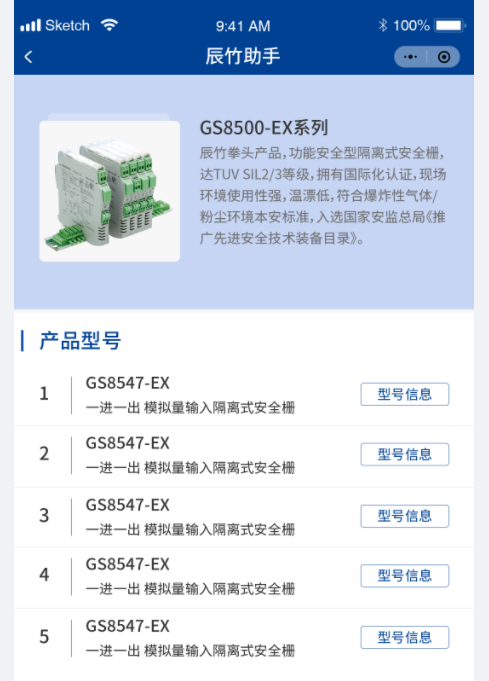 Sketch 9:41 AM 100%
辰竹助手
GS8500-EX系列
辰竹拳头产品，功能安全型隔离式安全栅，
达TUV SIL2/3等级，拥有国际化认证，现场
环境使用性强，温漂低，符合爆炸性气体/
粉尘环境本安标准，入选国家安监总局《推
广先进安全技术装备目录》。
产品型号
1
GS8547-EX
一进一出 模拟量输入隔离式安全栅
型号信息
2
GS8547-EX
一进一出 模拟量输入隔离式安全栅
型号信息
3
GS8547-EX
一进一出 模拟量输入隔离式安全栅
型号信息
4
GS8547-EX
一进一出 模拟量输入隔离式安全栅
型号信息
5
GS8547-EX
一进一出 模拟量输入隔离式安全栅
型号信息